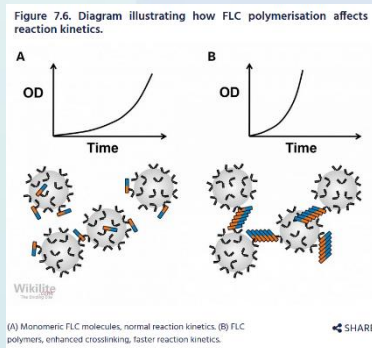 Figure 7.6. Diagram illustrating how FLC polymerisation affects
reaction kinetics.
A
B
OD
OD
Time
Time
Wikilite
(A) Monomeric FLC molecules, normal reaction kinetics. (B) FLC
polymers, enhanced crosslinking, faster reaction kinetics.
SHARE